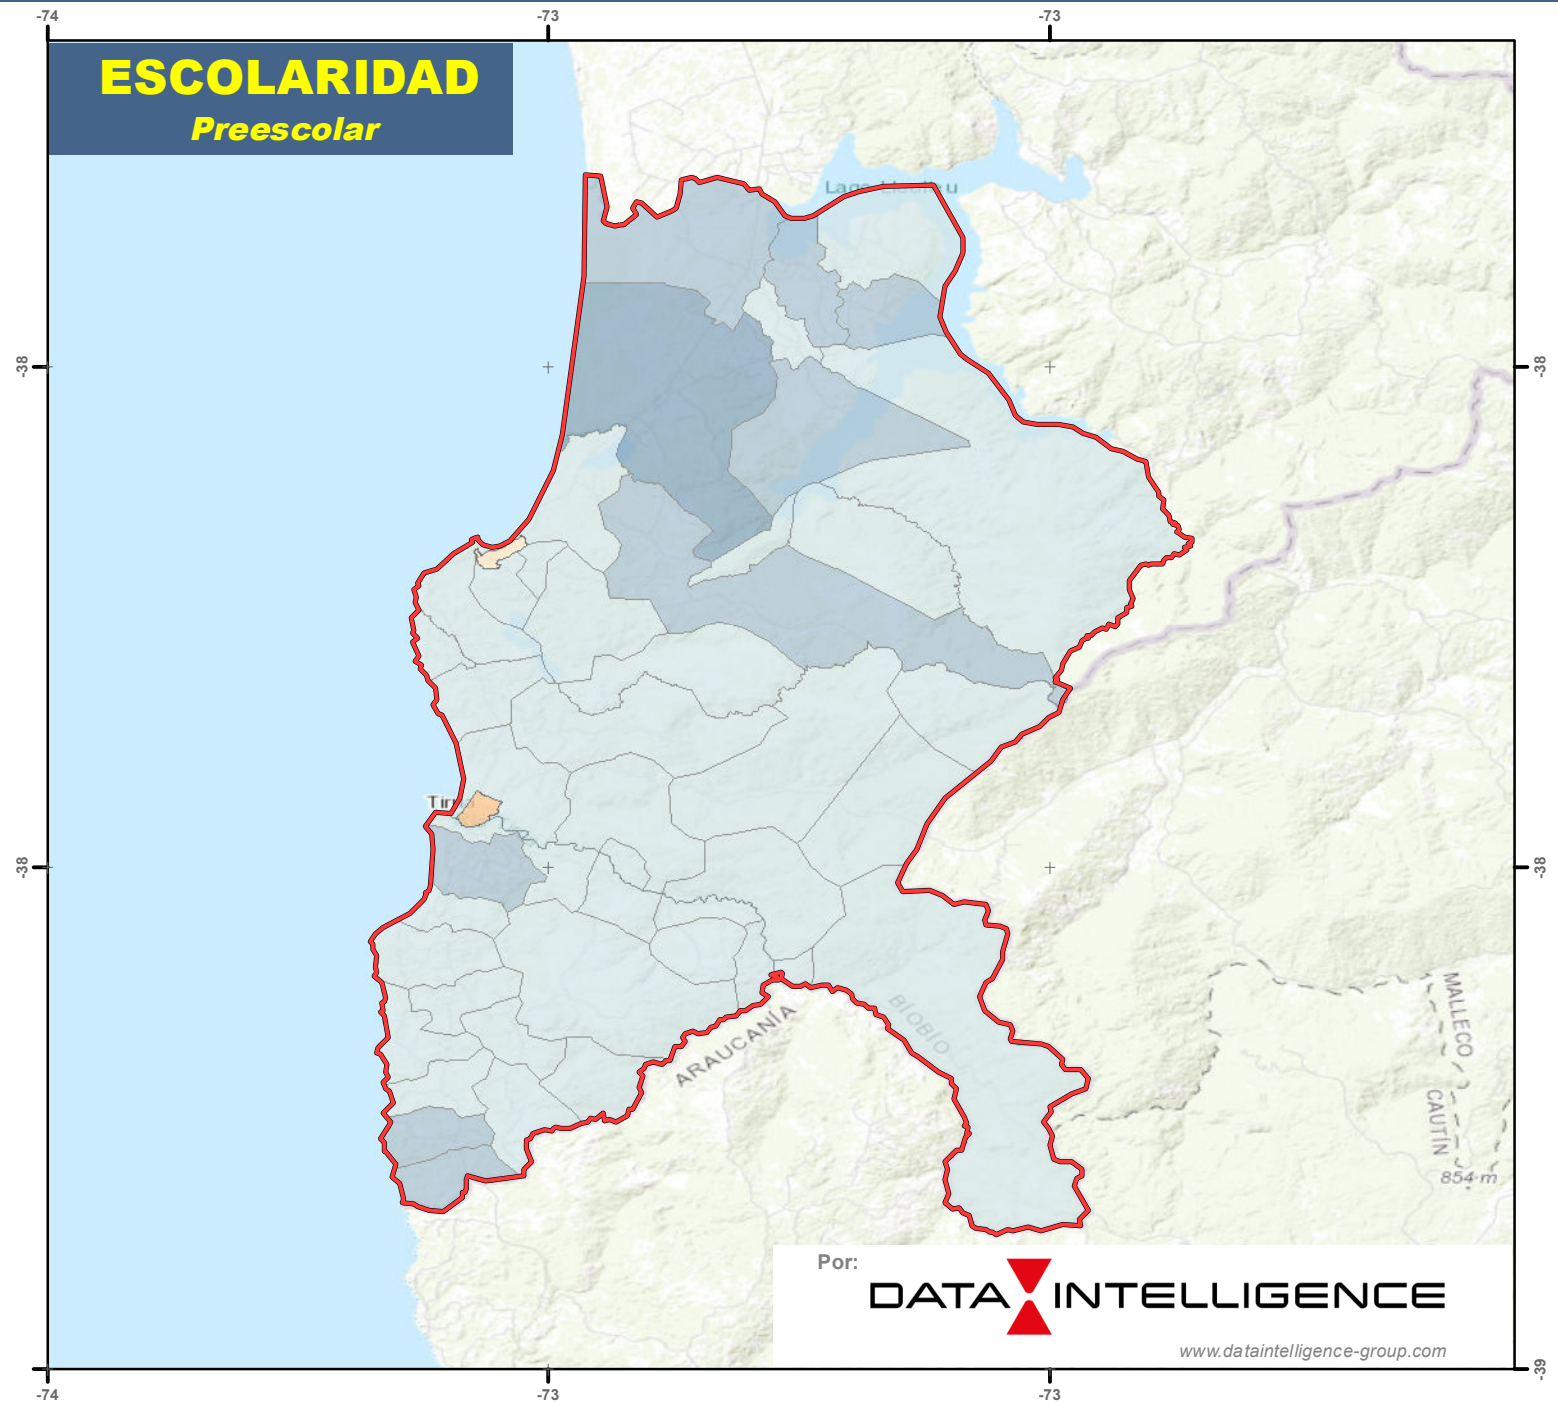 -74
-73
-73
ESCOLARIDAD
Preescolar
-38
-38
-38
-38
ARAUCANÍA
BIOBIO
MALLECO
CAUTÍN
854 m
Por:
DATA INTELLIGENCE
www.dataintelligence-group.com
-39
-74
-73
-73